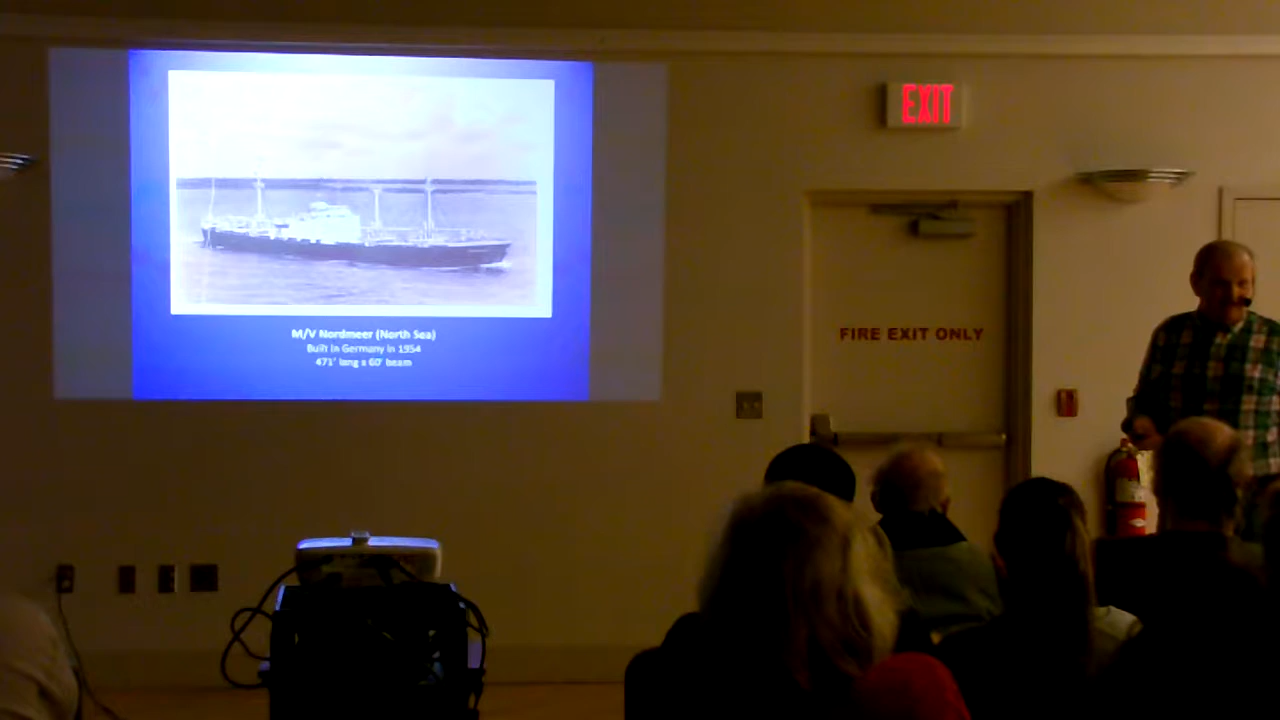 EXIT
M/V Nordmeer (North Sea)
Built in Germany in 1954
471' long x 60' beam
FIRE EXIT ONLY